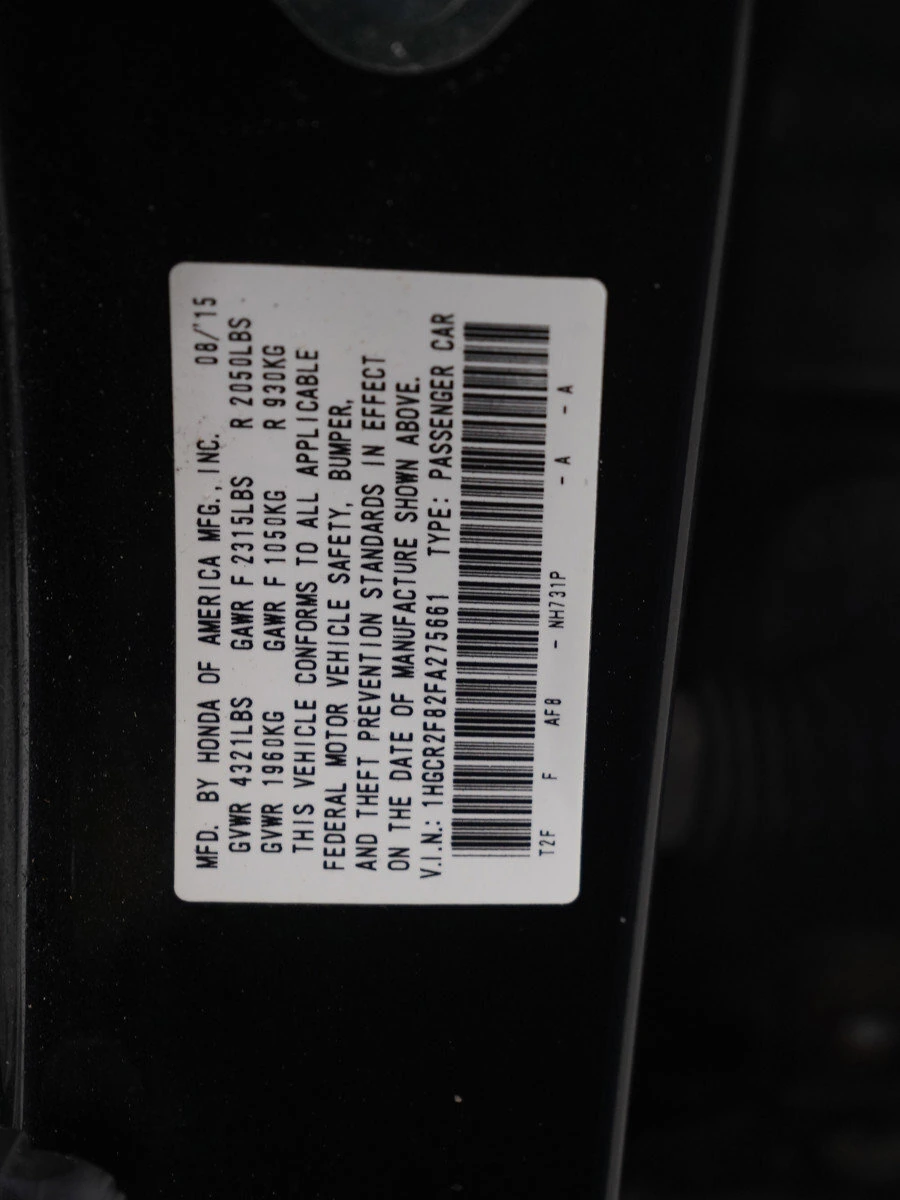 MFD. BY HONDA OF AMERICA MFG., INC. 08/'15
GVWR 4321LBS GAWR F 2315LBS R 2050LBS
GVWR 1960KG GAWR F 1050KG R 930KG
THIS VEHICLE CONFORMS TO ALL APPLICABLE
FEDERAL MOTOR VEHICLE SAFETY, BUMPER,
AND THEFT PREVENTION STANDARDS IN EFFECT
ON THE DATE OF MANUFACTURE SHOWN ABOVE.
V.I.N.: 1HGCR2F82FA275661 TYPE: PASSENGER CAR
T2F F AF8 - NH731P - A - A